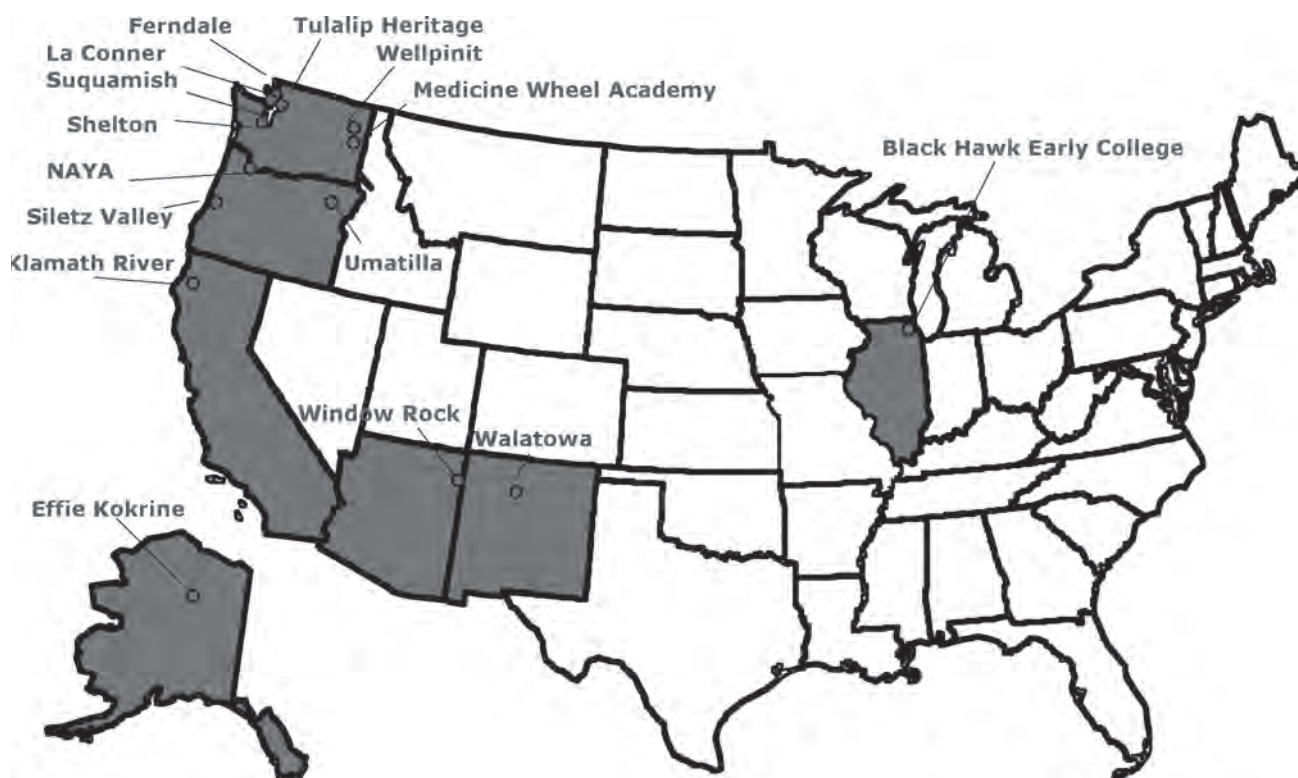 Ferndale
Tulalip Heritage
La Conner
Wellpinit
Suquamish
Medicine Wheel Academy
Shelton
Black Hawk Early College
NAYA
Siletz Valley
Klamath River
Umatilla
Window Rock
Walatowa
Effie Kokrine